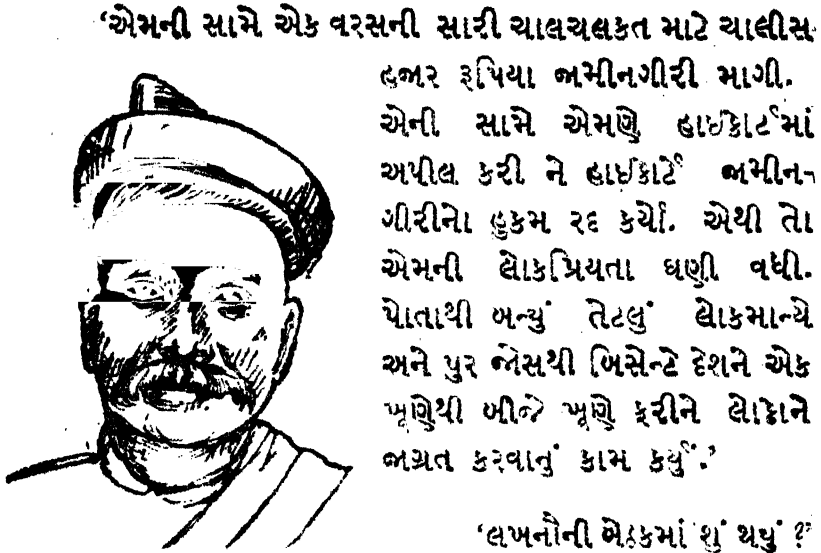 ‘એમની સામે એક વરસની સારી ચાલચલકત માટે ચાલીસ
હજાર રૂપિયા જામીનગીરી માગી.
એની સામે એમણે હાઈકોર્ટમાં
અપીલ કરી ને હાઈકોર્ટે જામીન-
ગીરીનો હુકમ રદ કર્યો. એથી તો
એમની લોકપ્રિયતા ઘણી વધી.
પોતાથી બન્યું તેટલું લોકમાન્યે
અને પુર જોસથી બિસેન્ટે દેશને એક
ખૂણેથી બીજે ખૂણે ફરીને લોકોને
જાગ્રત કરવાનું કામ કર્યું.’
‘લખનૌની બેઠકમાં શું થયું ?’